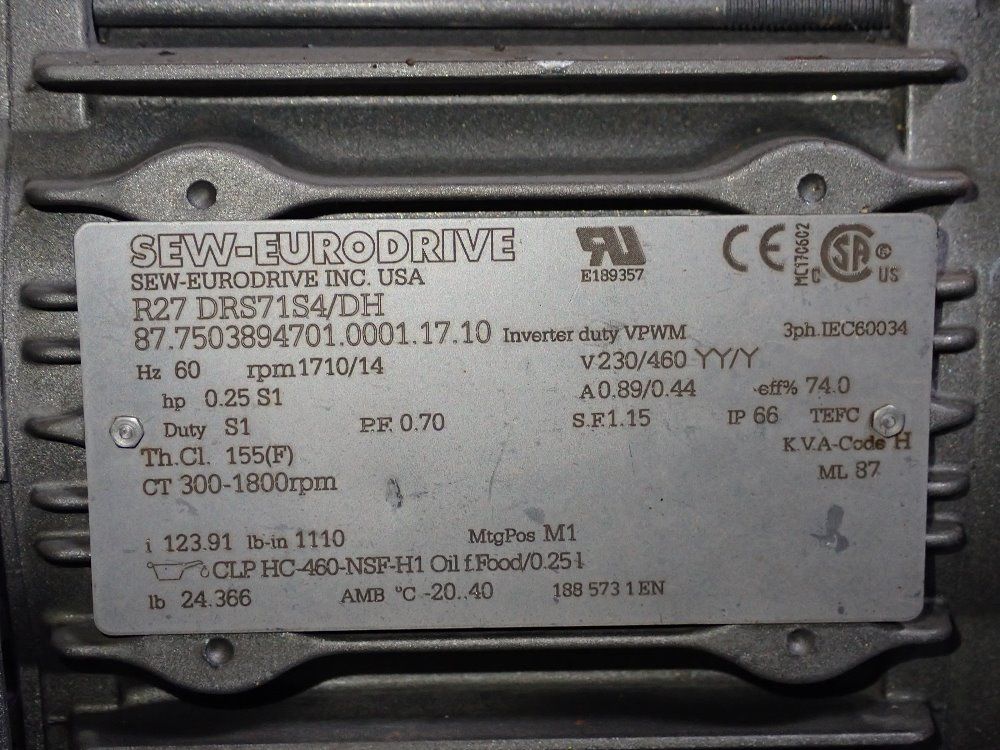 SEW-EURODRIVE
SEW-EURODRIVE INC. USA
R27 DRS71S4/DH
87.7503894701.0001.17.10 Inverter duty VPWM 3ph.IEC60034
Hz 60 rpm 1710/14 V 230/460 YY/Y
hp 0.25 S1 A 0.89/0.44 eff% 74.0
Duty S1 P.F. 0.70 S.F. 1.15 IP 66 TEFC
K.V.A-Code H
Th.Cl. 155(F)
ML 87
CT 300-1800rpm
i 123.91 lb-in 1110 MtgPos M1
CLP HC-460-NSF-H1 Oil f.Food/0.25 l
lb 24.366 AMB °C -20..40 188 573 1 EN
RU
E189357
CE
MC170602
C SA US